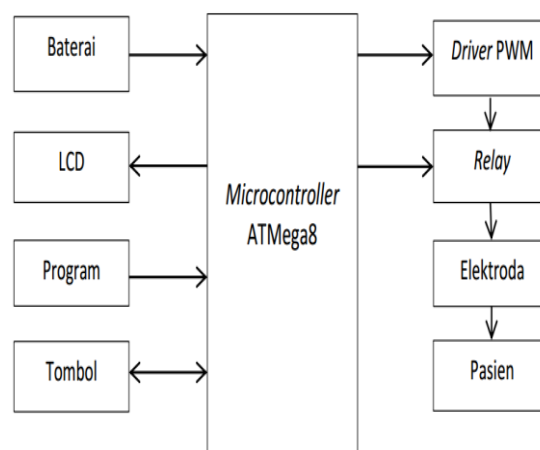 Baterai
LCD
Program
Tombol
Microcontroller
ATMega8
Driver PWM
Relay
Elektroda
Pasien